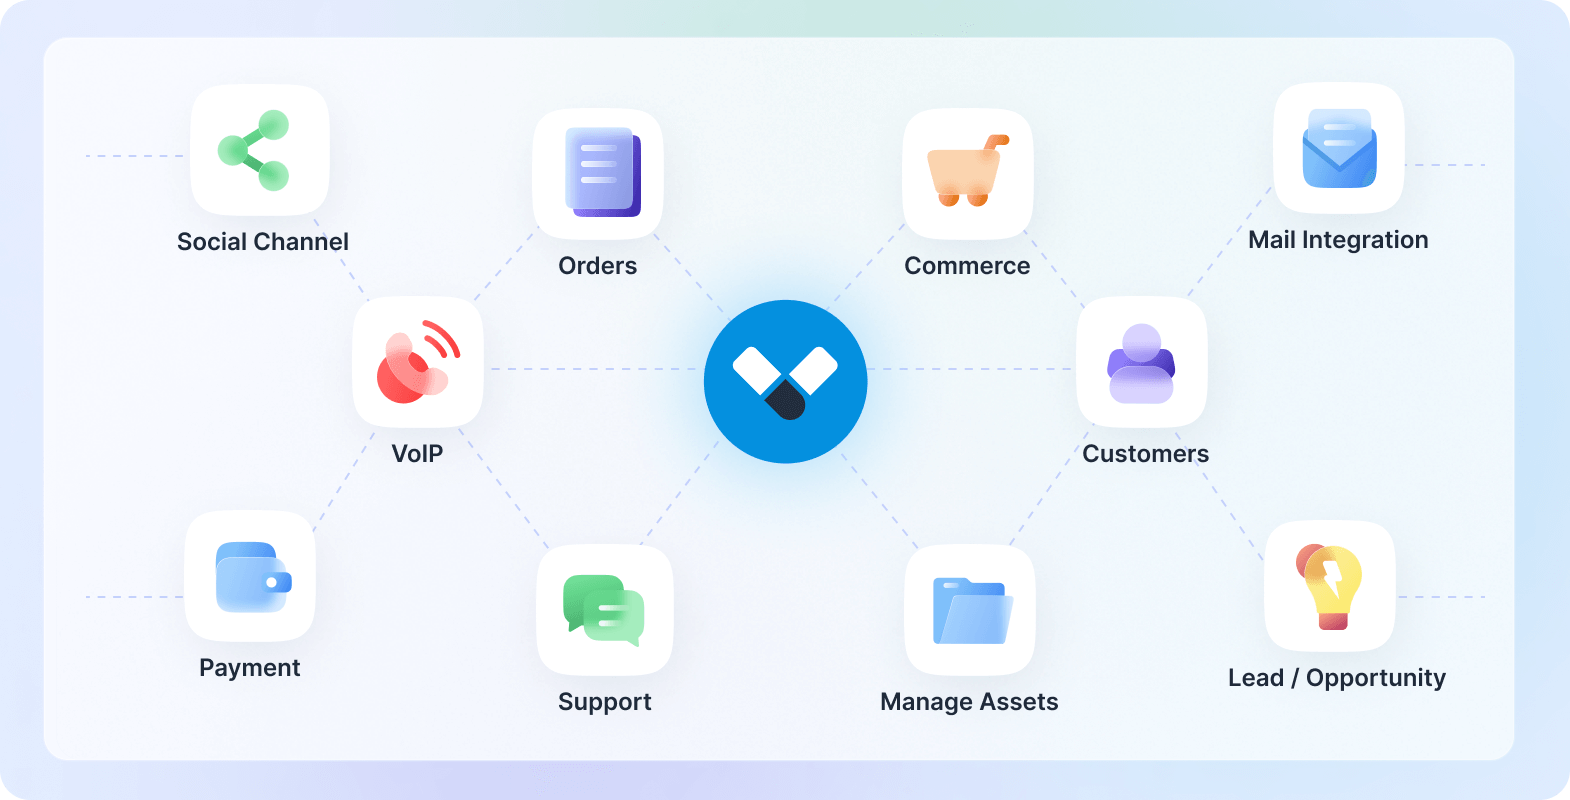 Social Channel
Orders
Commerce
Mail Integration
VoIP
Customers
Payment
Support
Manage Assets
Lead / Opportunity